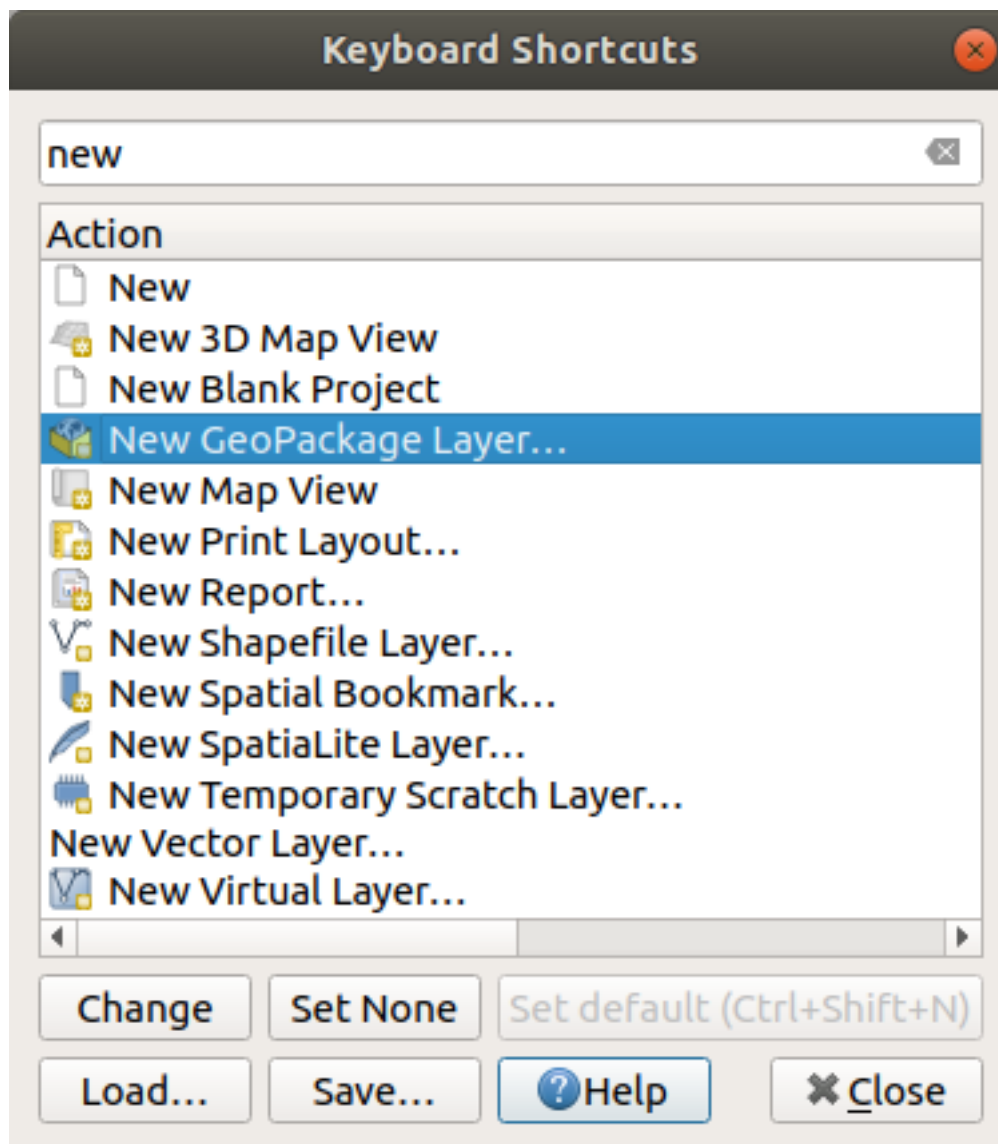 Keyboard Shortcuts
new
Action
New
New 3D Map View
New Blank Project
New GeoPackage Layer…
New Map View
New Print Layout…
New Report…
New Shapefile Layer…
New Spatial Bookmark…
New SpatiaLite Layer…
New Temporary Scratch Layer…
New Vector Layer…
New Virtual Layer…
Change Set None Set default (Ctrl+Shift+N)
Load… Save… Help Close